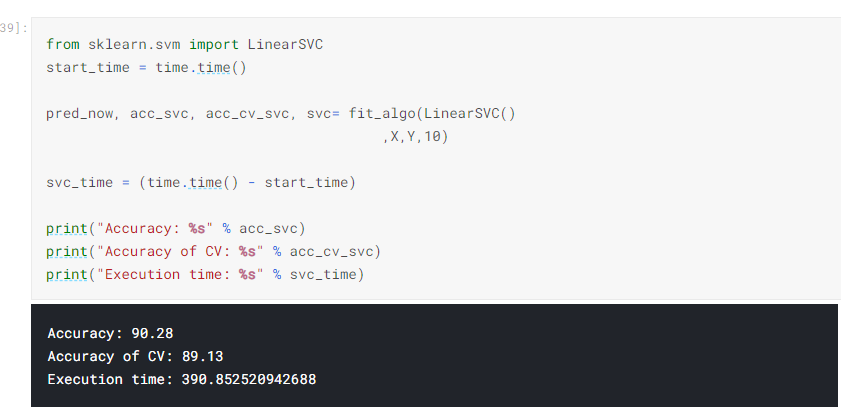 39]:
from sklearn.svm import LinearSVC
start_time = time.time()
pred_now, acc_svc, acc_cv_svc, svc= fit_algo(LinearSVC()
,X,Y,10)
svc_time = (time.time() - start_time)
print("Accuracy: %s" % acc_svc)
print("Accuracy of CV: %s" % acc_cv_svc)
print("Execution time: %s" % svc_time)
Accuracy: 90.28
Accuracy of CV: 89.13
Execution time: 390.852520942688